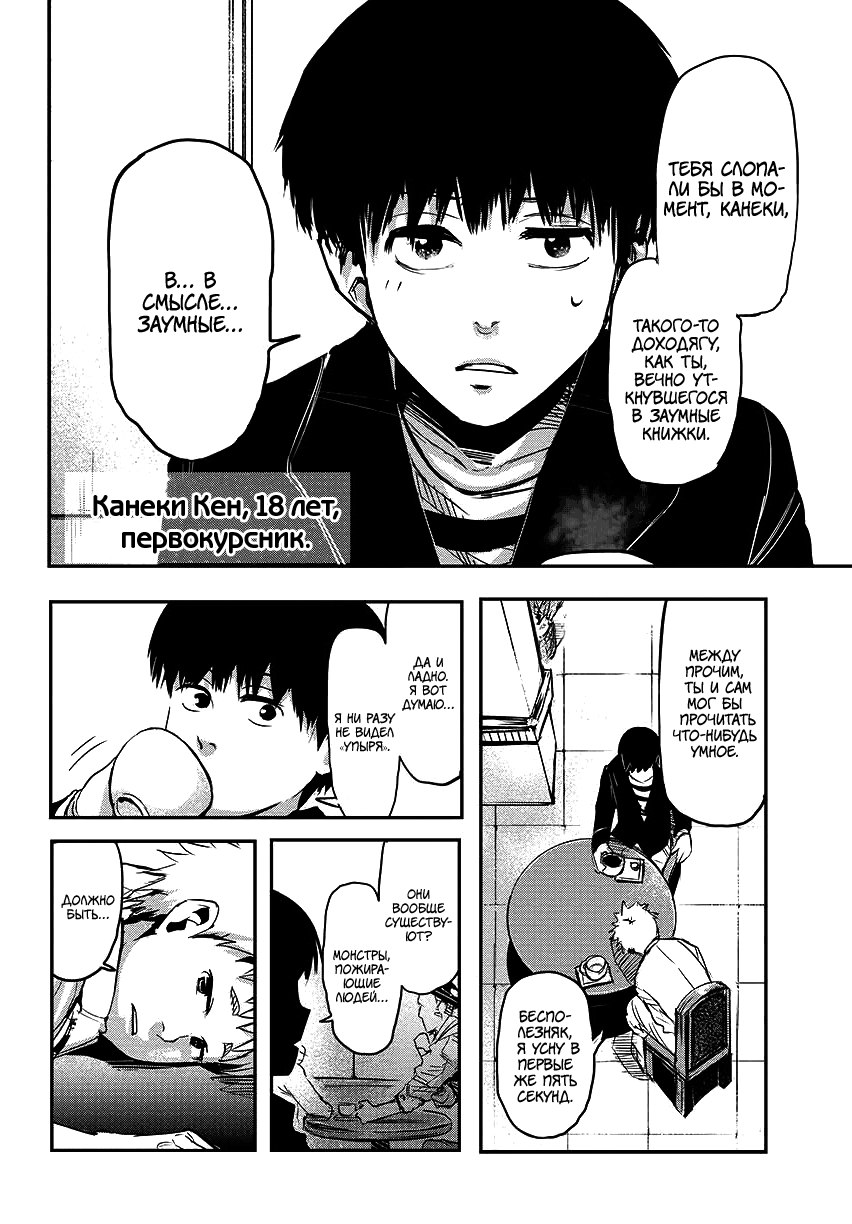 ТЕБЯ СЛОПА-
ЛИ БЫ В МО-
МЕНТ, КАНЕКИ,
ТАКОГО-ТО
ДОХОДЯГУ,
КАК ТЫ,
ВЕЧНО УТ-
КНУВШЕГОСЯ
В ЗАУМНЫЕ
КНИЖКИ.
В... В
СМЫСЛЕ...
ЗАУМНЫЕ...
Канеки Кен, 18 лет,
первокурсник.
МЕЖДУ
ПРОЧИМ,
ТЫ И САМ
МОГ БЫ
ПРОЧИТАТЬ
ЧТО-НИБУДЬ
УМНОЕ.
БЕСПО-
ЛЕЗНЯК,
Я УСНУ В
ПЕРВЫЕ
ЖЕ ПЯТЬ
СЕКУНД.
ДА И
ЛАДНО.
Я ВОТ
ДУМАЮ...
Я НИ РАЗУ
НЕ ВИДЕЛ
«УПЫРЯ».
ОНИ
ВООБЩЕ
СУЩЕСТВУ-
ЮТ?
МОНСТРЫ,
ПОЖИРА-
ЮЩИЕ
ЛЮДЕЙ...
ДОЛЖНО
БЫТЬ...